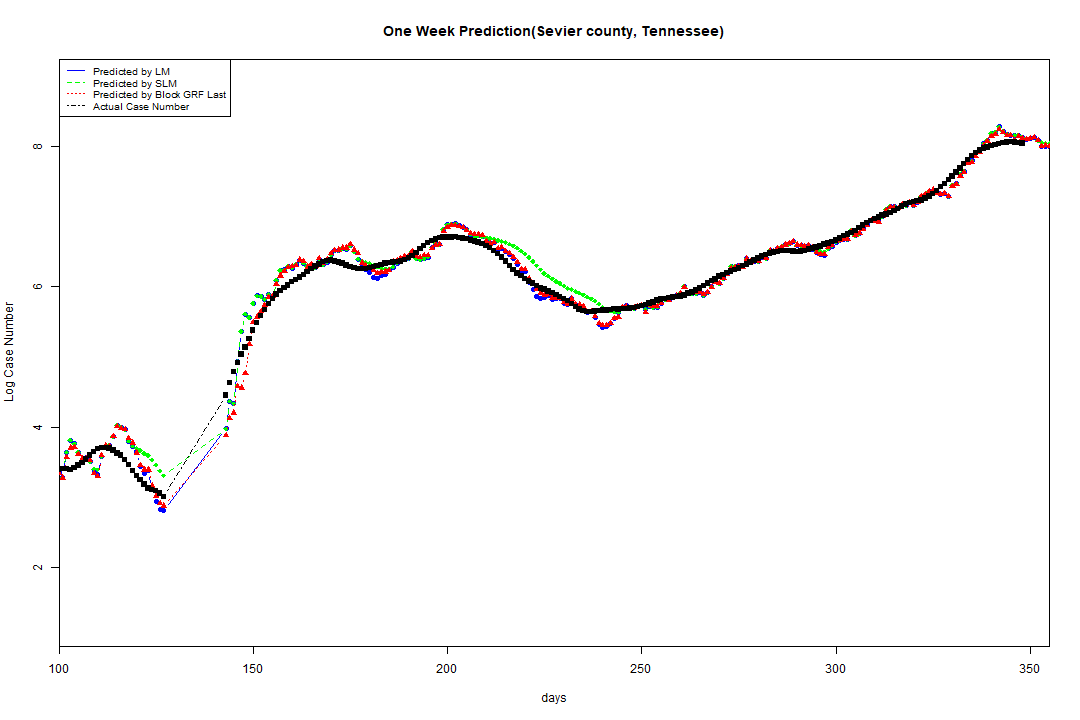 One Week Prediction(Sevier county, Tennessee)
Predicted by LM
Predicted by SLM
Predicted by Block GRF Last
Actual Case Number
8
6
4
2
Log Case Number
100
150
200
250
300
350
days